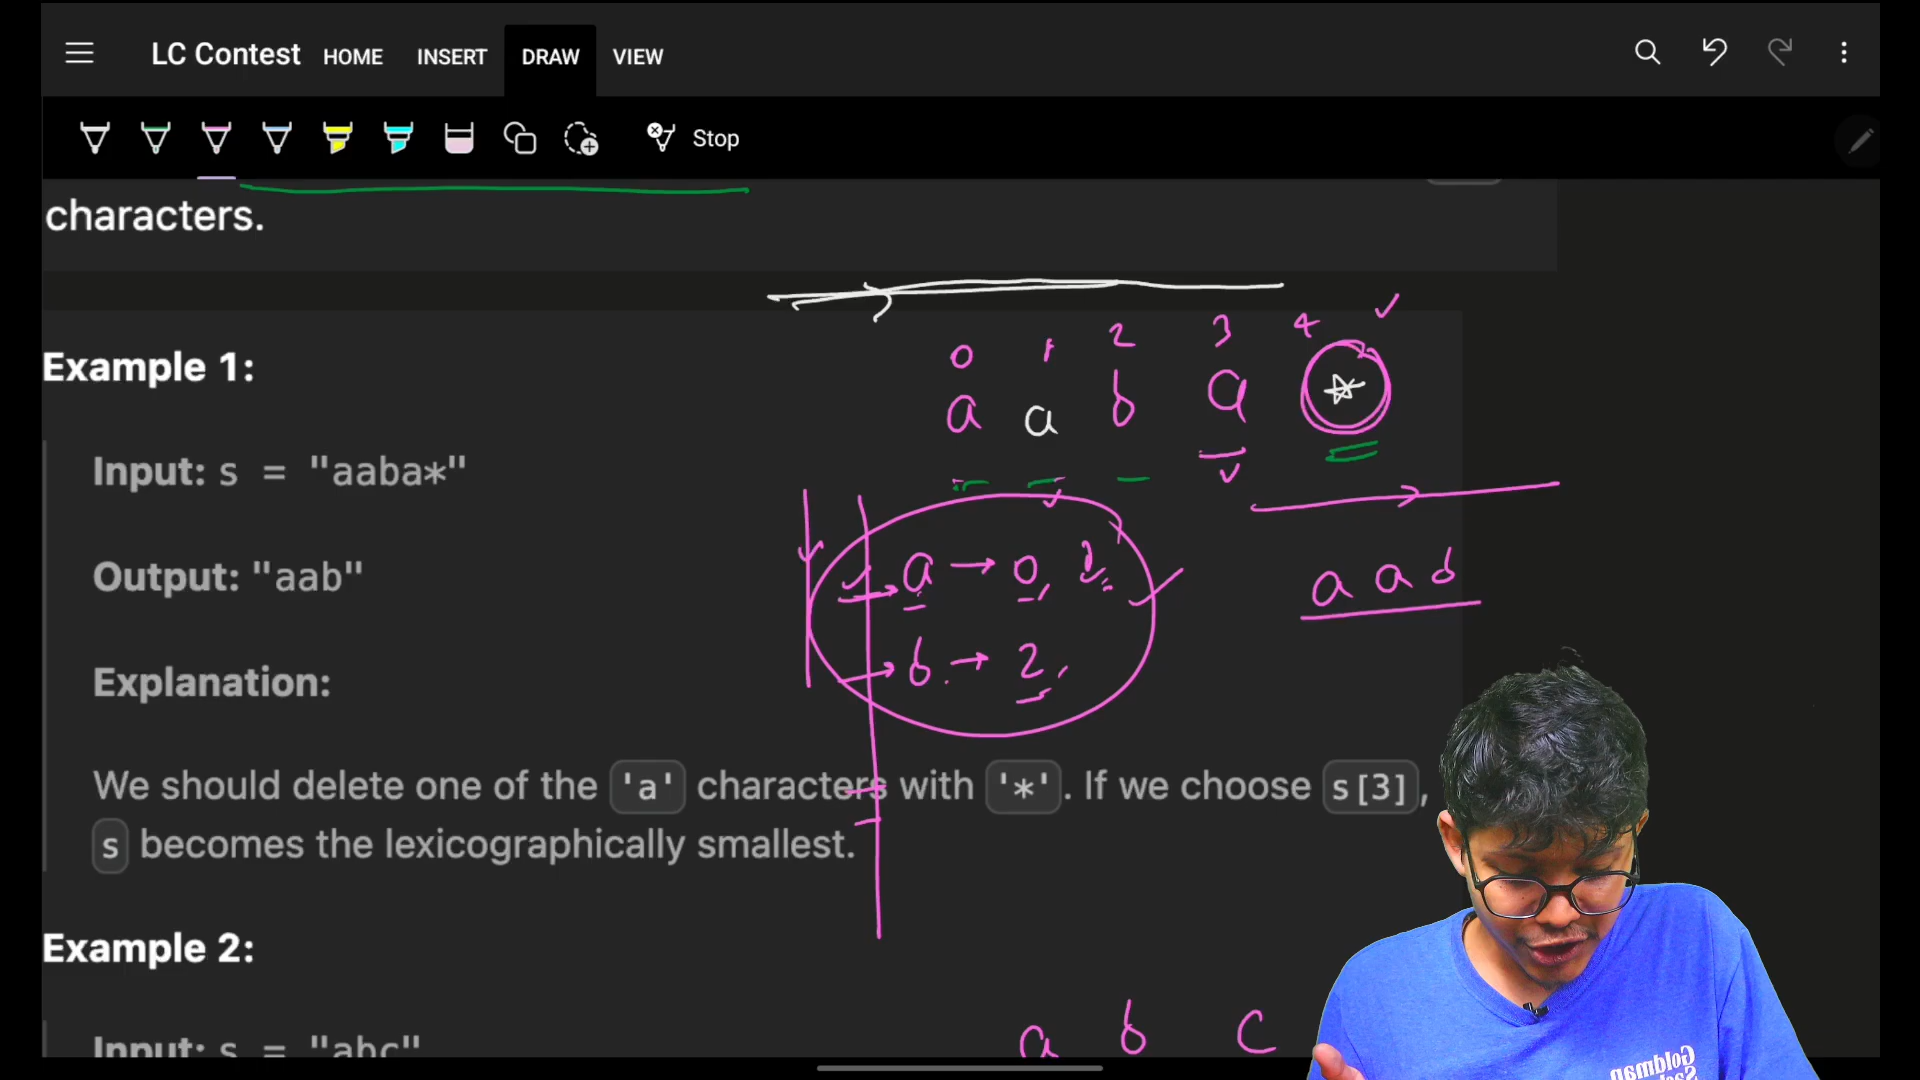 LC Contest HOME INSERT DRAW VIEW
Stop
characters.
0 1 2 3 4
a a b a *
Example 1:
Input: s = "aaba*"
Output: "aab"
a → 0,
a a b
b → 2,
Explanation:
We should delete one of the 'a' characters with '*'. If we choose s[3],
s becomes the lexicographically smallest.
Example 2:
a b c
Input: s = "abc"
Goldman
Sachs